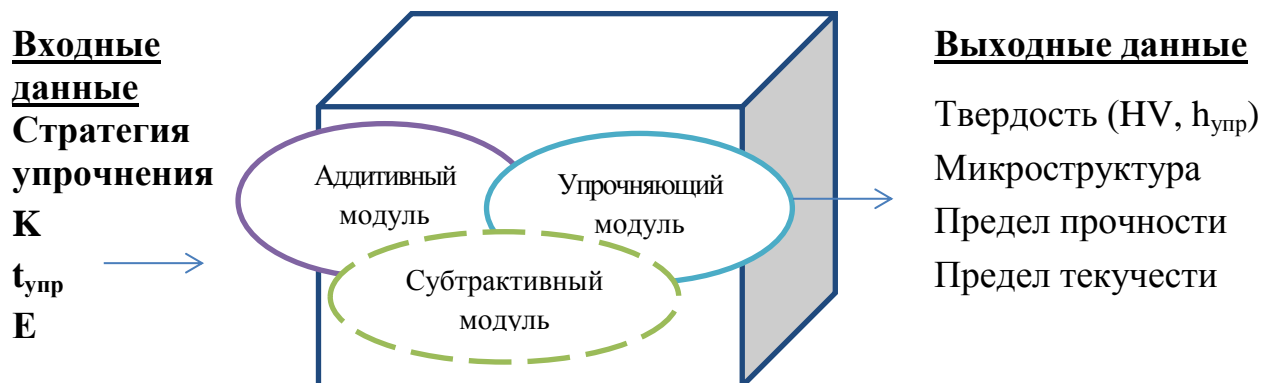 Входные
данные
Стратегия
упрочнения
K
tупр
E
Аддитивный
модуль
Упрочняющий
модуль
Субтрактивный
модуль
Выходные данные
Твердость (HV, hупр)
Микроструктура
Предел прочности
Предел текучести